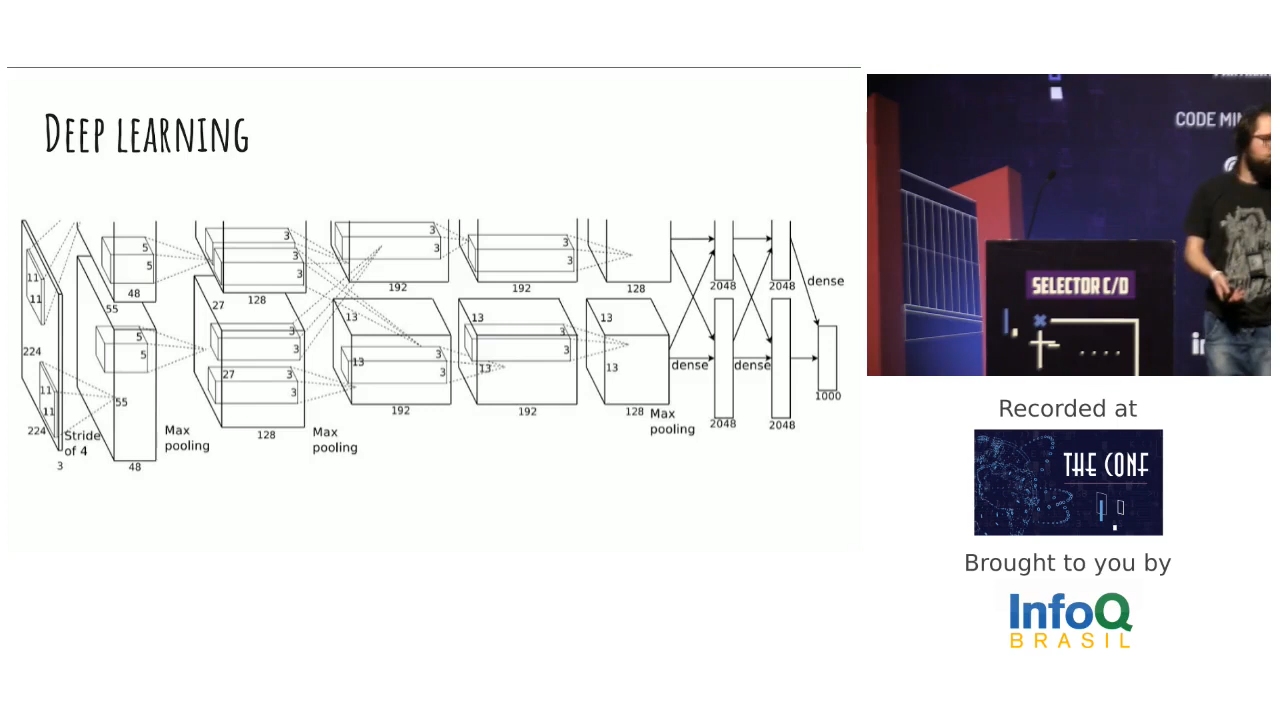 Deep learning
11
11
224
11
11
224
3
Stride
of 4
5
5
48
55
5
5
55
48
Max
pooling
3
3
3
128
27
3
3
27
3
3
128
Max
pooling
3
3
192
13
3
3
13
192
3
3
192
13
3
3
13
192
128
13
13
128
Max
pooling
dense
dense
dense
2048
2048
2048
2048
1000
CODE MIN
SELECTOR C/D
in
Recorded at
THE CONF
Brought to you by
InfoQ
BRASIL